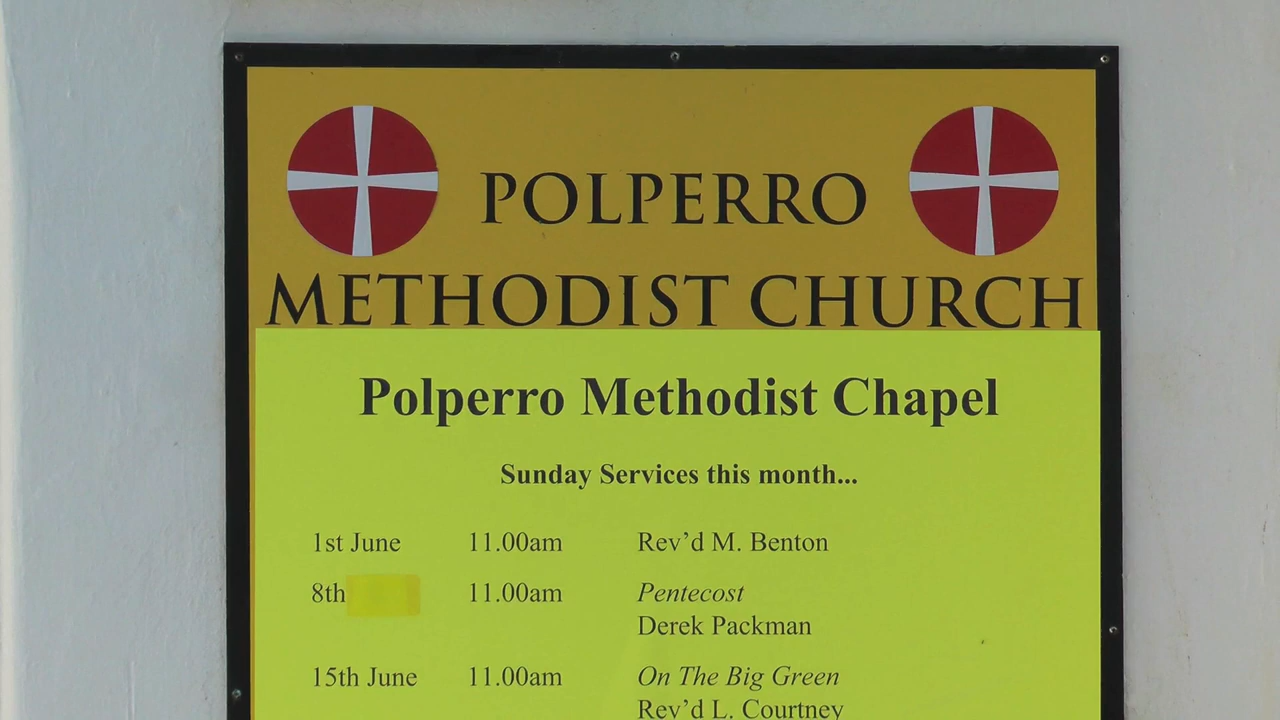 POLPERRO
METHODIST CHURCH
Polperro Methodist Chapel
Sunday Services this month...
1st June 11.00am Rev’d M. Benton
8th 11.00am Pentecost
Derek Packman
15th June 11.00am On The Big Green
Rev’d L. Courtney